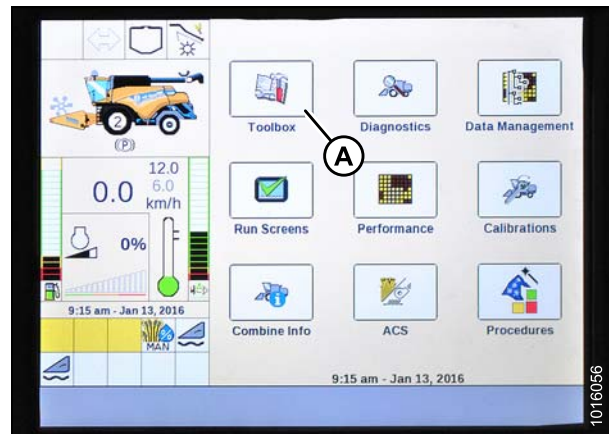 2
(P)
12.0
0.0
6.0
km/h
E
0%
9:15 am - Jan 13, 2016
MAN
Toolbox
Diagnostics
Data Management
A
Run Screens
Performance
Calibrations
Combine Info
ACS
Procedures
9:15 am - Jan 13, 2016
1016056